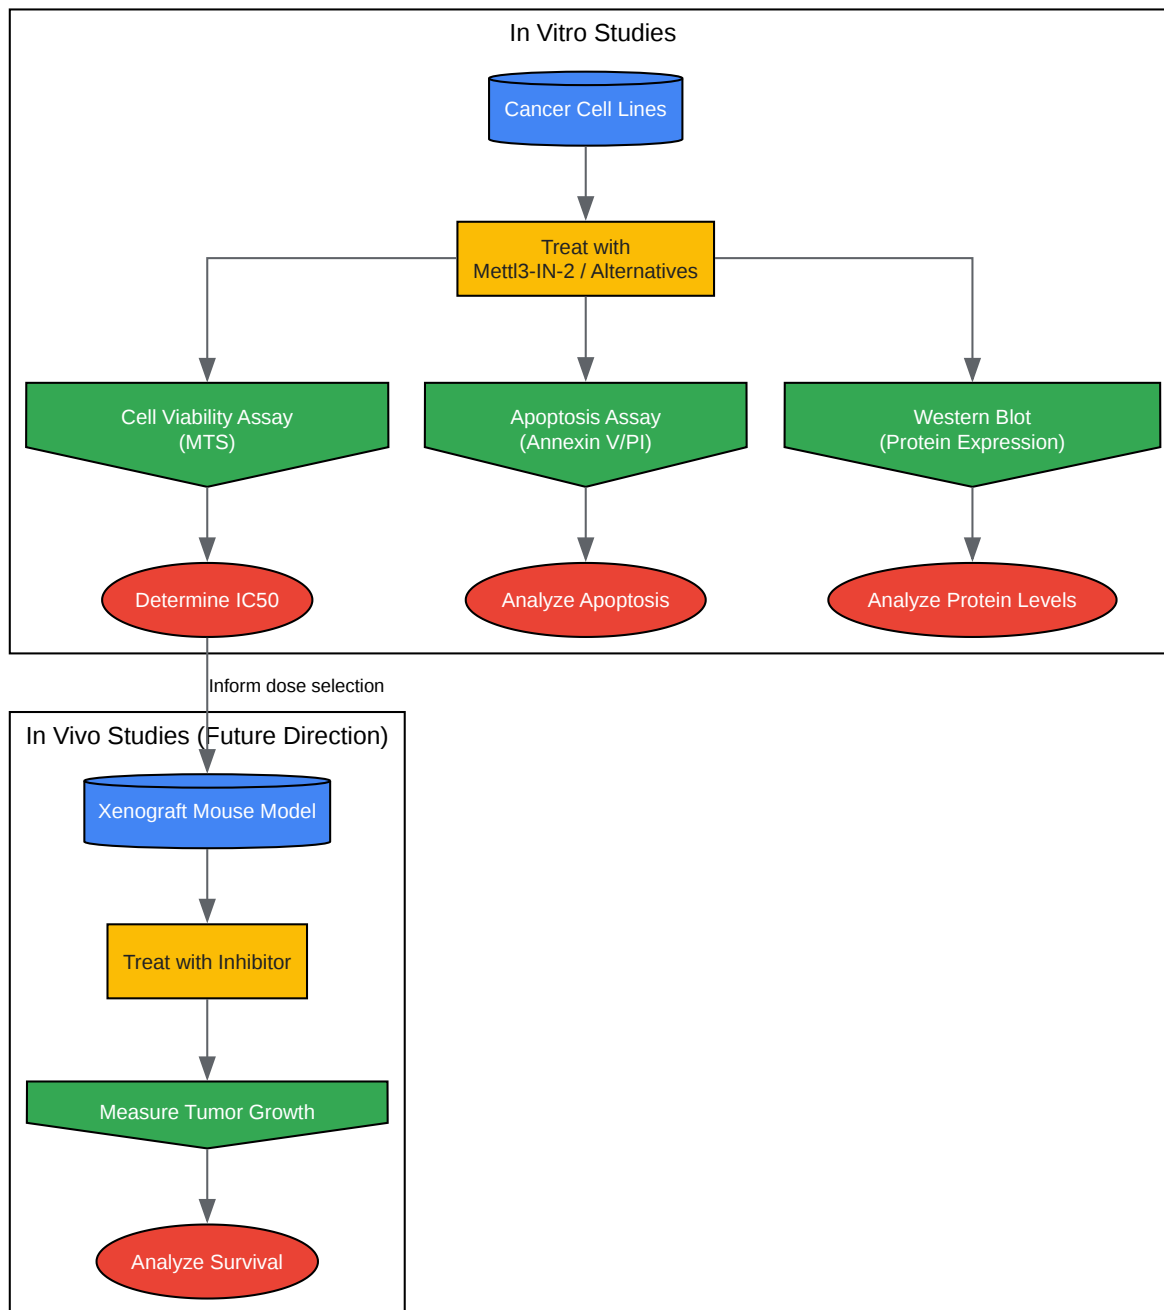 In Vitro Studies
Cancer Cell Lines
Treat with
Mettl3-IN-2 / Alternatives
Cell Viability Assay
(MTS)
Apoptosis Assay
(Annexin V/PI)
Western Blot
(Protein Expression)
Determine IC50
Analyze Apoptosis
Analyze Protein Levels
Inform dose selection
In Vivo Studies (Future Direction)
Xenograft Mouse Model
Treat with Inhibitor
Measure Tumor Growth
Analyze Survival